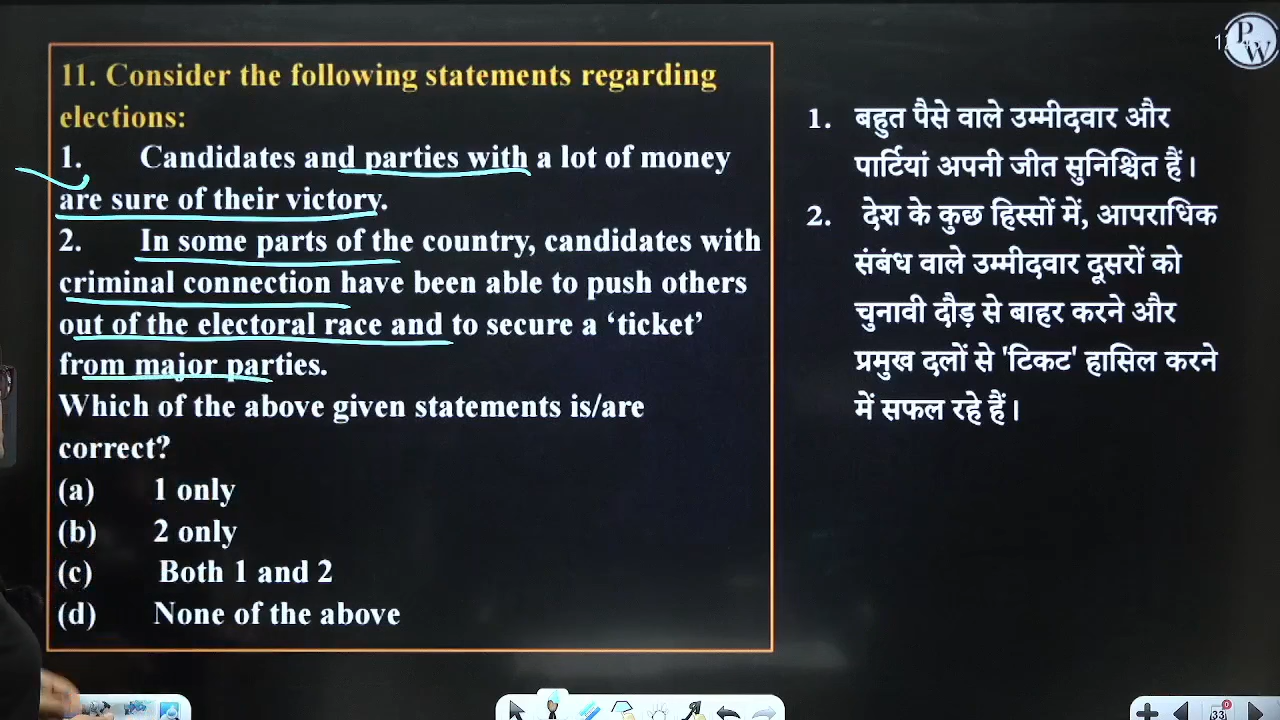 11. Consider the following statements regarding
elections:
1. Candidates and parties with a lot of money
are sure of their victory.
2. In some parts of the country, candidates with
criminal connection have been able to push others
out of the electoral race and to secure a ‘ticket’
from major parties.
Which of the above given statements is/are
correct?
(a) 1 only
(b) 2 only
(c) Both 1 and 2
(d) None of the above
PW
1. बहुत पैसे वाले उम्मीदवार और
पार्टियां अपनी जीत सुनिश्चित हैं।
2. देश के कुछ हिस्सों में, आपराधिक
संबंध वाले उम्मीदवार दूसरों को
चुनावी दौड़ से बाहर करने और
प्रमुख दलों से 'टिकट' हासिल करने
में सफल रहे हैं।
33